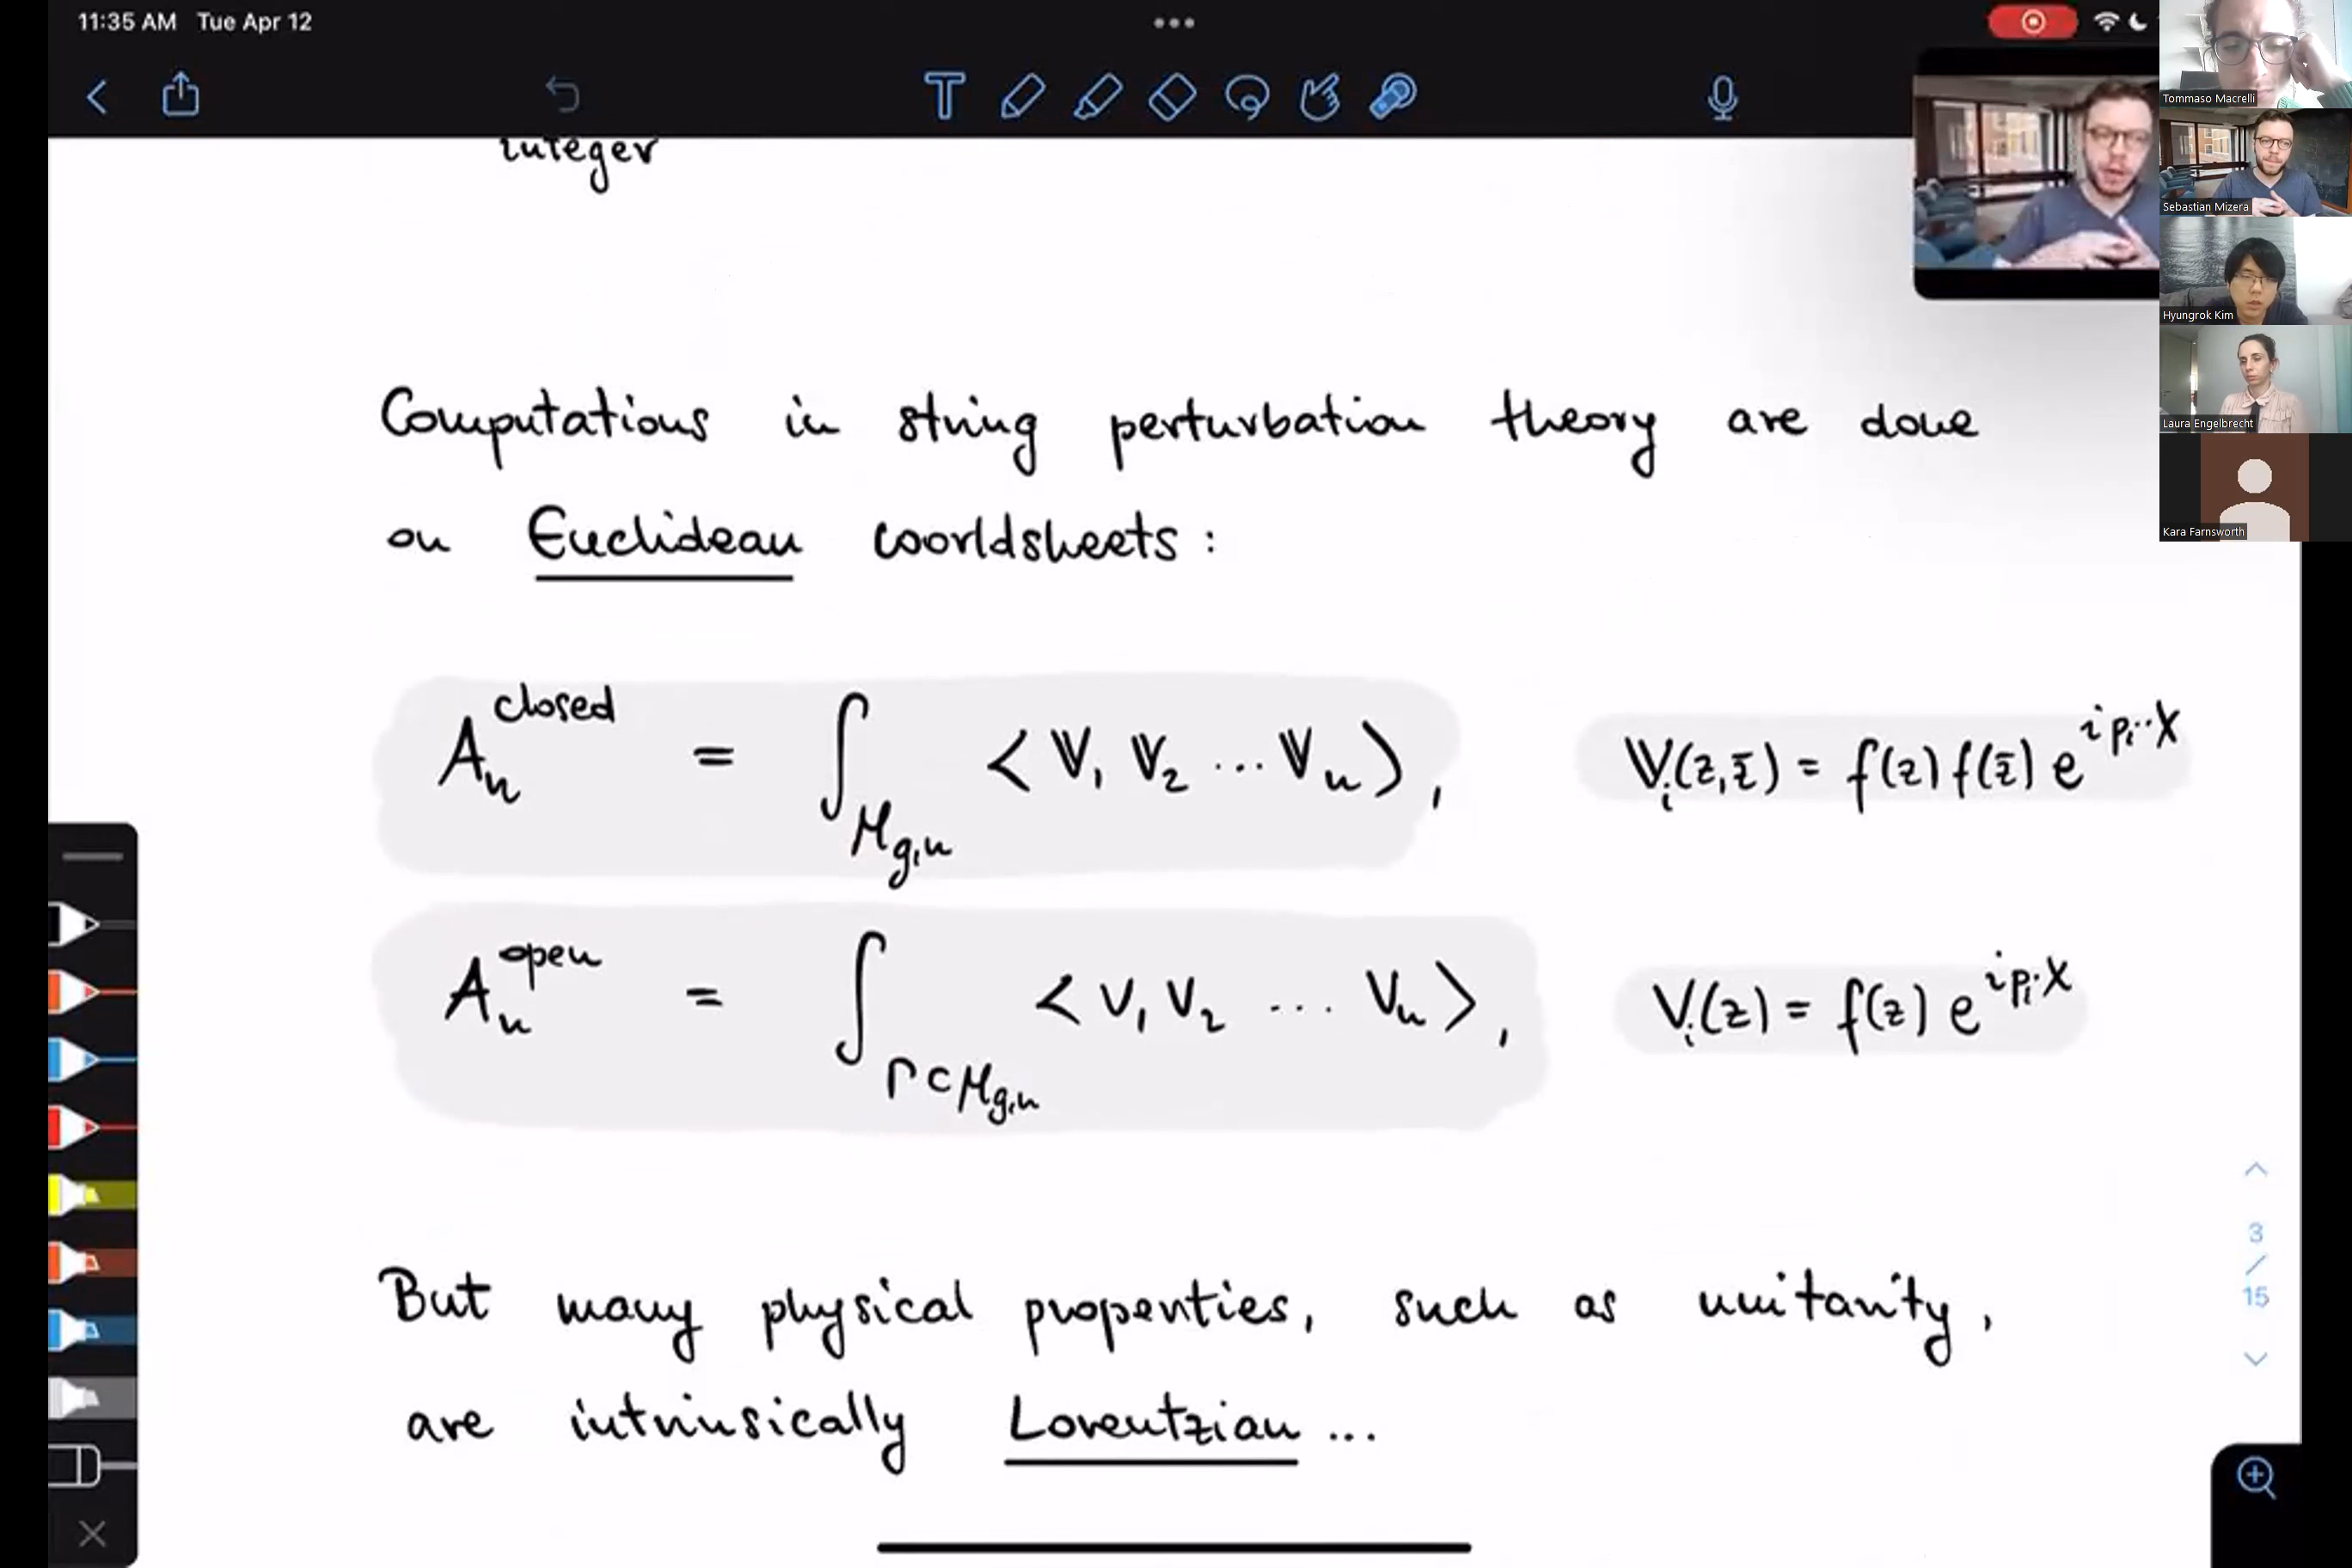 11:35 AM Tue Apr 12
Tommaso Macrelli
Sebastian Mizera
Hyungrok Kim
Laura Engelbrecht
Kara Farnsworth
integer
Computations in string perturbation theory are done
on Euclidean worldsheets :
A_n^{closed} = ∫_{M_{g,n}} < 𝕍_1 𝕍_2 ... 𝕍_n > , 𝕍_i(z, z̄) = f(z) f(z̄) e^{i p_i · X}
A_n^{open} = ∫_{Γ ⊂ M_{g,n}} < V_1 V_2 ... V_n > , V_i(z) = f(z) e^{i p_i · X}
But many physical properties, such as unitarity,
are intrinsically Lorentzian ...
3
/
15